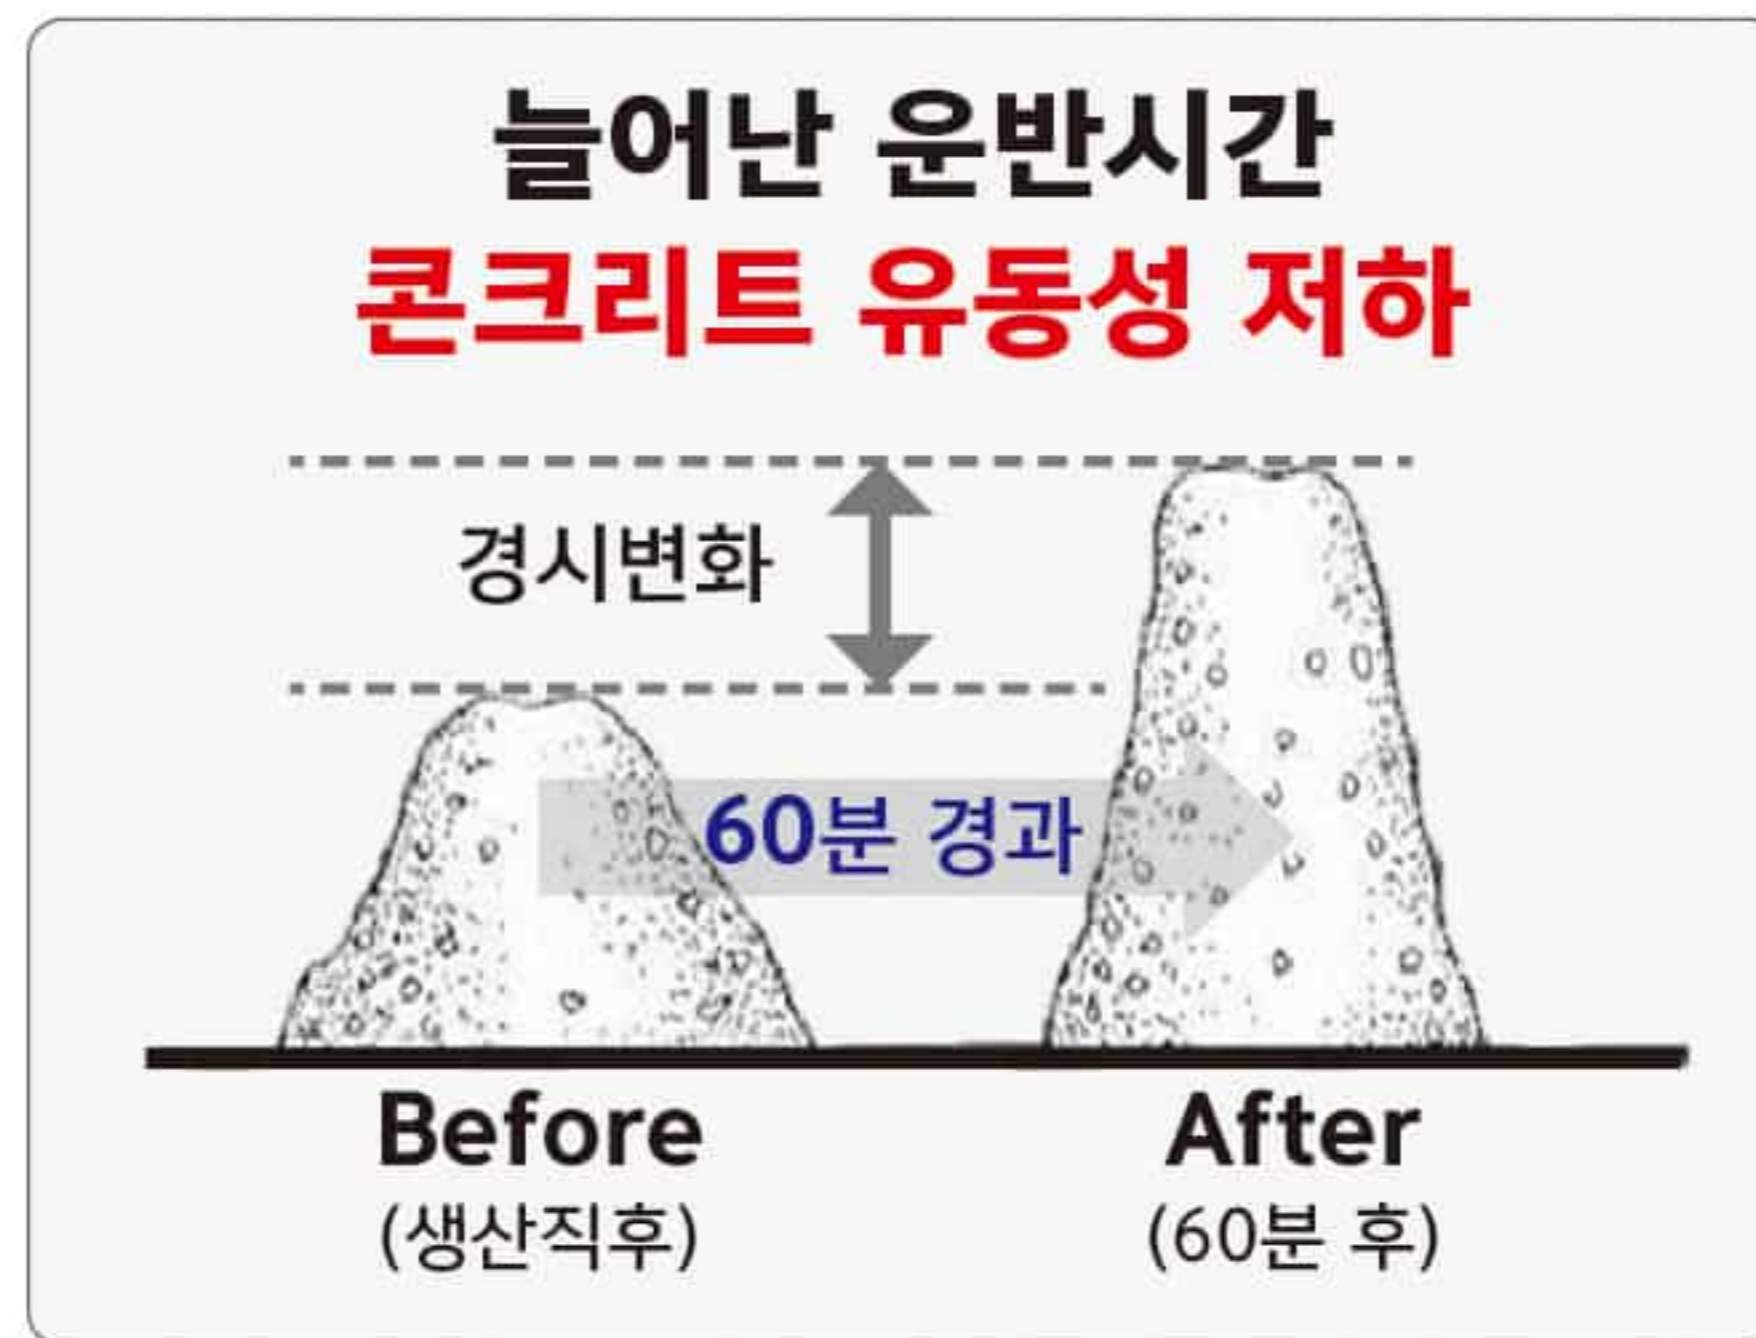 늘어난 운반시간
콘크리트 유동성 저하
경시변화
60분 경과
Before
(생산직후)
After
(60분 후)